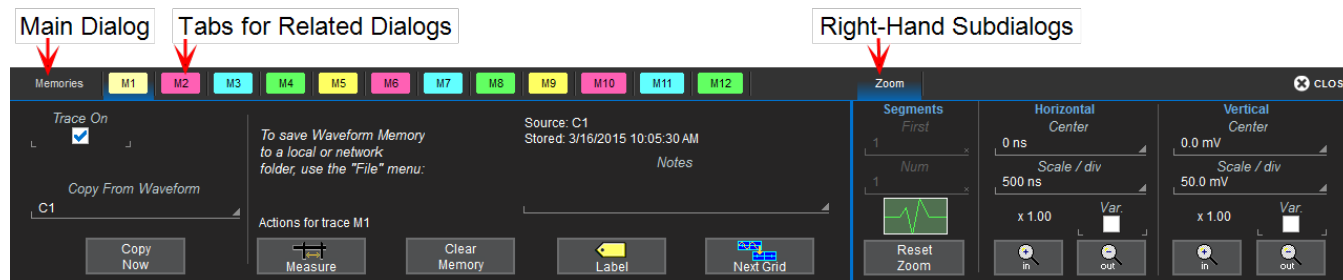 Main Dialog
Tabs for Related Dialogs
Right-Hand Subdialogs
Memories M1 M2 M3 M4 M5 M6 M7 M8 M9 M10 M11 M12
Zoom
CLOS
Trace On
Copy From Waveform
C1
Copy
Now
To save Waveform Memory
to a local or network
folder, use the "File" menu:
Actions for trace M1
Measure
Clear
Memory
Source: C1
Stored: 3/16/2015 10:05:30 AM
Notes
Label
Next Grid
Segments
First
1
Num
1
Reset
Zoom
Horizontal
Center
0 ns
Scale / div
500 ns
x 1.00
Var.
in
out
Vertical
Center
0.0 mV
Scale / div
50.0 mV
x 1.00
Var.
in
out